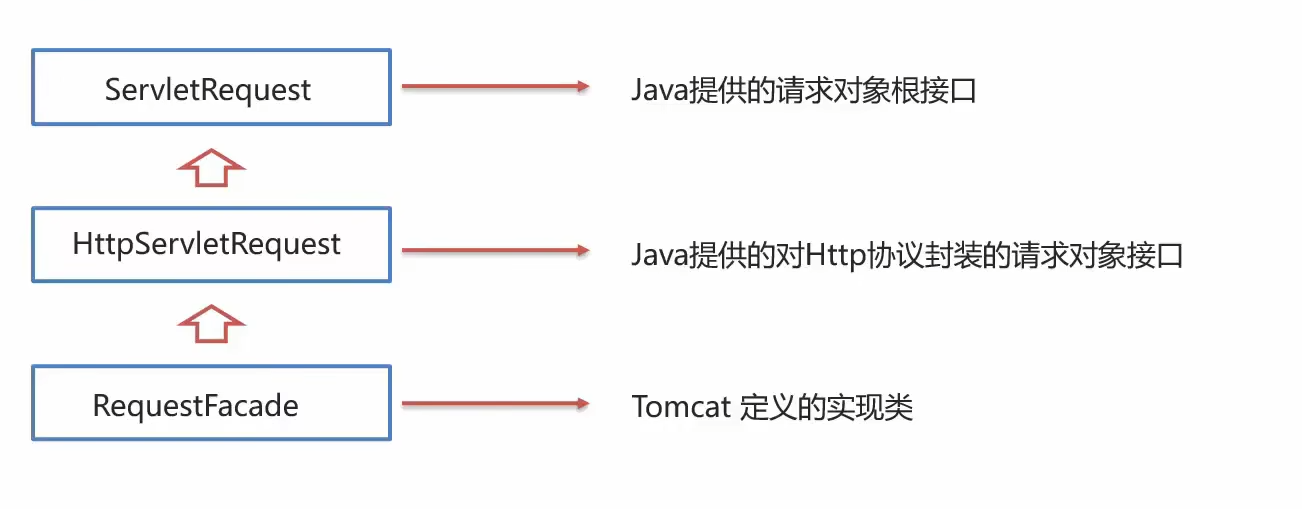 ServletRequest
Java提供的请求对象根接口
HttpServletRequest
Java提供的对Http协议封装的请求对象接口
RequestFacade
Tomcat 定义的实现类